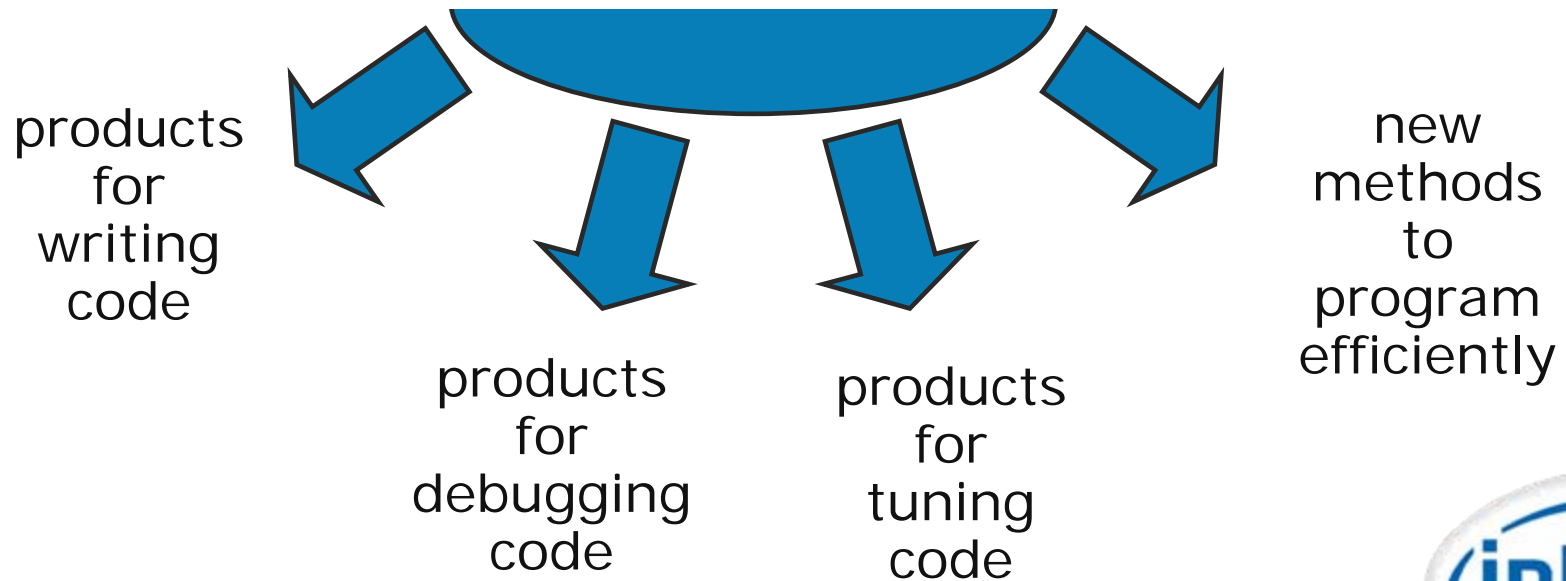 products
for
writing
code
products
for
debugging
code
products
for
tuning
code
new
methods
to
program
efficiently